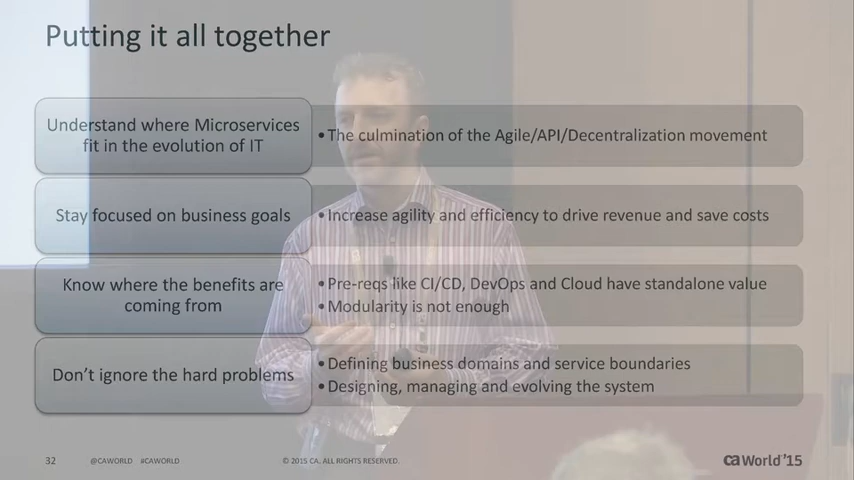 Putting it all together
Understand where Microservices
fit in the evolution of IT
•The culmination of the Agile/API/Decentralization movement
Stay focused on business goals
•Increase agility and efficiency to drive revenue and save costs
Know where the benefits are
coming from
•Pre-reqs like CI/CD, DevOps and Cloud have standalone value
•Modularity is not enough
Don't ignore the hard problems
•Defining business domains and service boundaries
•Designing, managing and evolving the system
32 @CAWORLD #CAWORLD © 2015 CA. ALL RIGHTS RESERVED. ca World '15